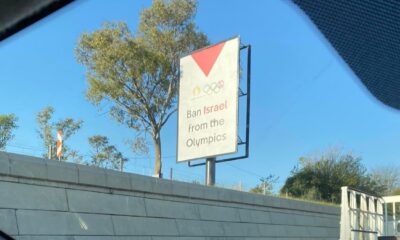 Ban Israel
from the
Olympics